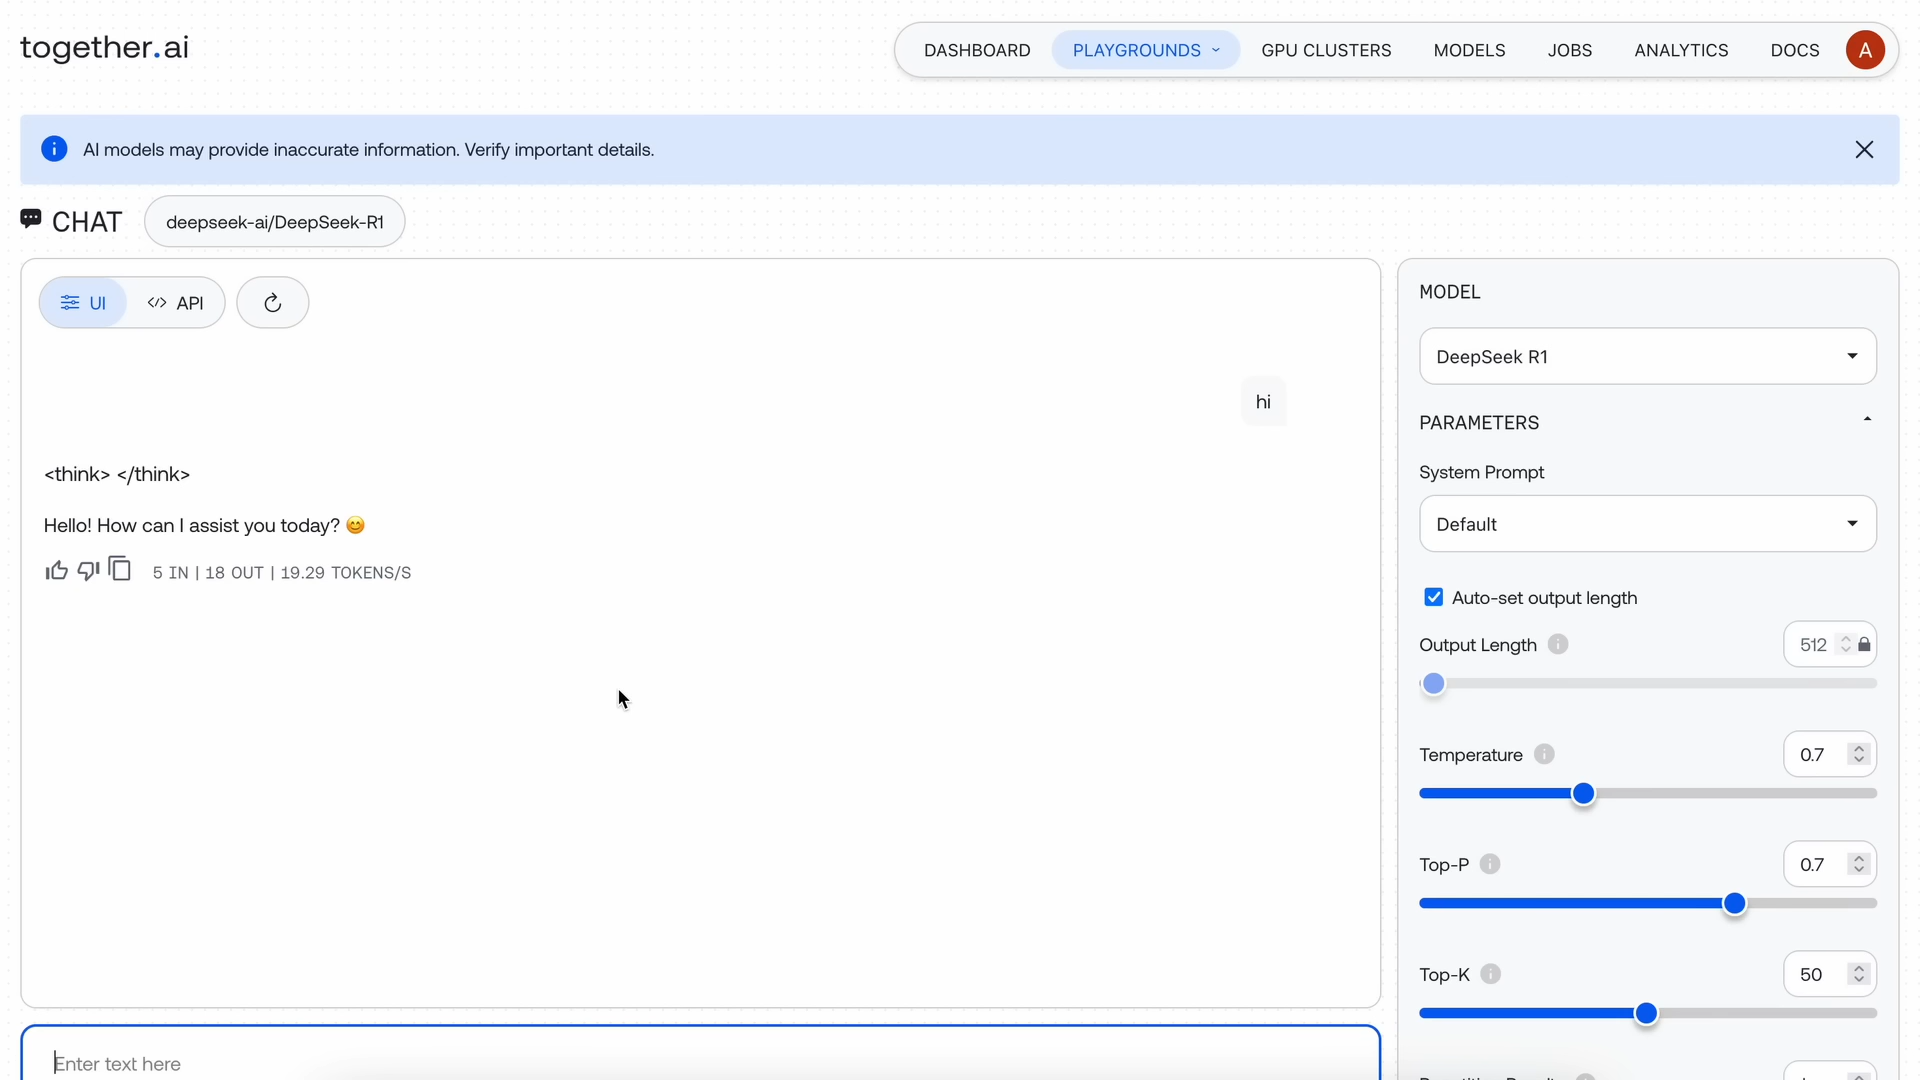 together.ai
DASHBOARD PLAYGROUNDS GPU CLUSTERS MODELS JOBS ANALYTICS DOCS A
AI models may provide inaccurate information. Verify important details.
CHAT deepseek-ai/DeepSeek-R1
UI </> API
hi
<think> </think>
Hello! How can I assist you today? 😊
5 IN | 18 OUT | 19.29 TOKENS/S
Enter text here
MODEL
DeepSeek R1
PARAMETERS
System Prompt
Default
Auto-set output length
Output Length 512
Temperature 0.7
Top-P 0.7
Top-K 50